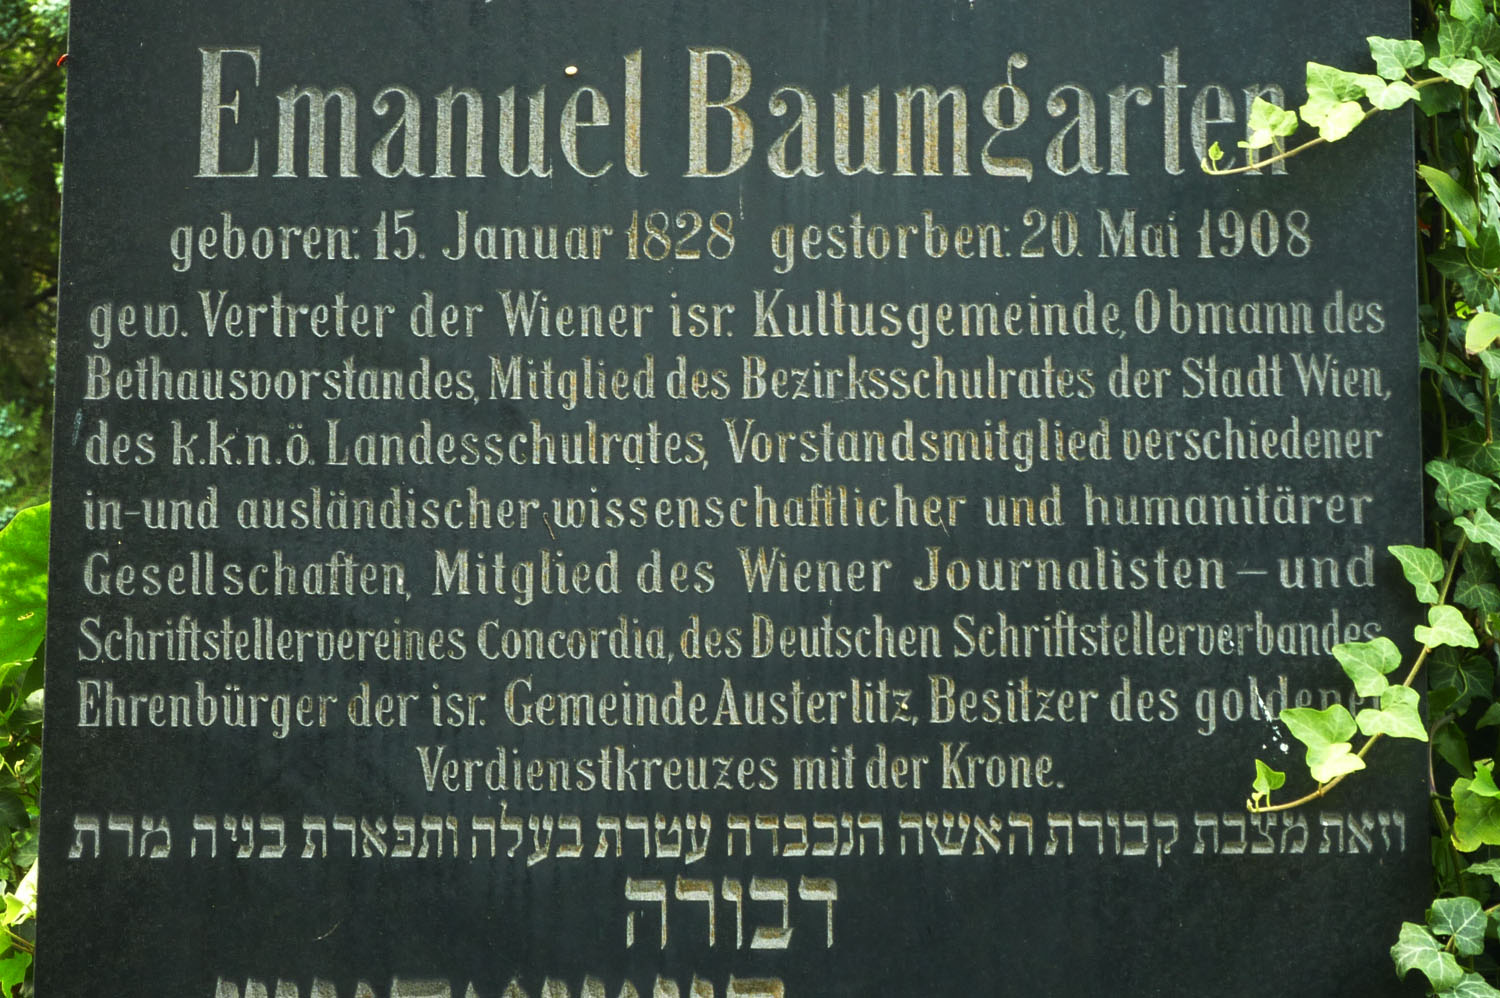 Emanuel Baumgarten
geboren: 15. Januar 1828 gestorben: 20. Mai 1908
gew. Vertreter der Wiener isr. Kultusgemeinde, Obmann des
Bethausvorstandes, Mitglied des Bezirksschulrates der Stadt Wien,
des k.k.n.ö. Landesschulrates, Vorstandsmitglied verschiedener
in-und ausländischer wissenschaftlicher und humanitärer
Gesellschaften, Mitglied des Wiener Journalisten-und
Schriftstellervereines Concordia, des Deutschen Schriftstellerverbandes
Ehrenbürger der isr. Gemeinde Austerlitz, Besitzer des goldenen
Verdienstkreuzes mit der Krone.
וזאת מצבת קבורת האשה הנכבדה עטרת בעלה ותפארת בניה מרת
דבורה